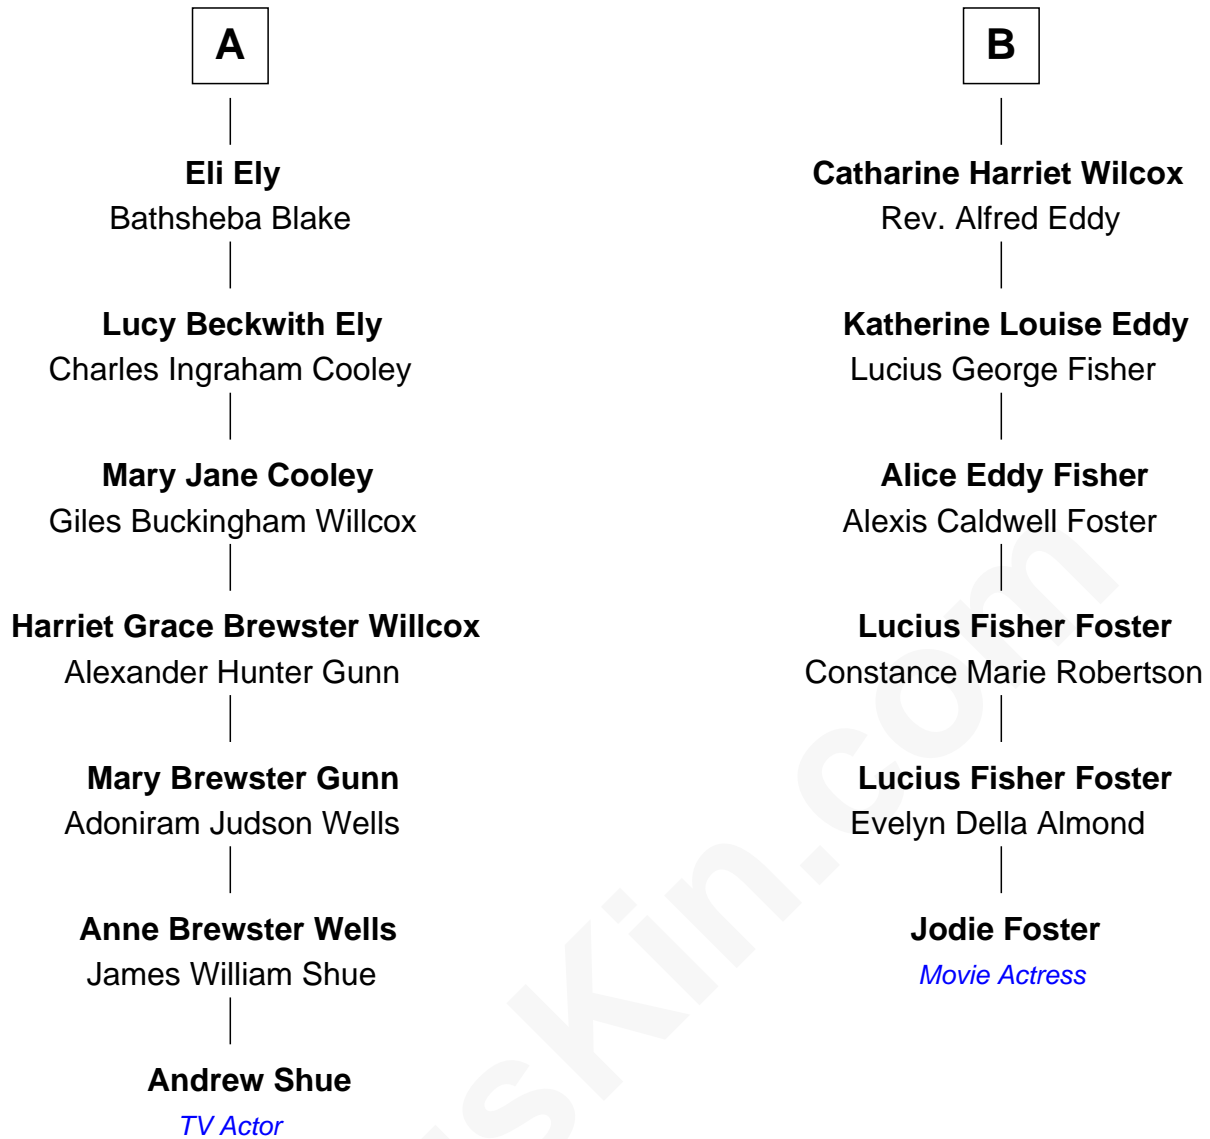 A
Eli Ely
Bathsheba Blake
Lucy Beckwith Ely
Charles Ingraham Cooley
Mary Jane Cooley
Giles Buckingham Willcox
Harriet Grace Brewster Willcox
Alexander Hunter Gunn
Mary Brewster Gunn
Adoniram Judson Wells
Anne Brewster Wells
James William Shue
Andrew Shue
TV Actor
B
Catharine Harriet Wilcox
Rev. Alfred Eddy
Katherine Louise Eddy
Lucius George Fisher
Alice Eddy Fisher
Alexis Caldwell Foster
Lucius Fisher Foster
Constance Marie Robertson
Lucius Fisher Foster
Evelyn Della Almond
Jodie Foster
Movie Actress